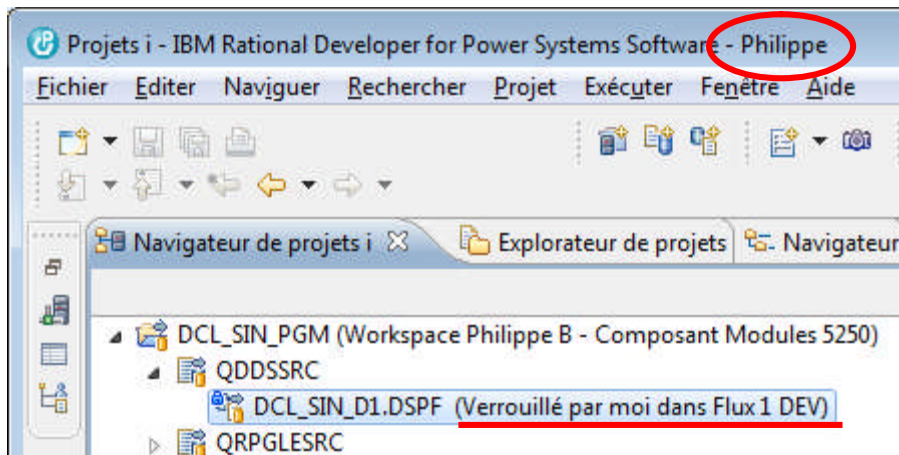 Projets i - IBM Rational Developer for Power Systems Software - Philippe
Fichier Editer Naviguer Rechercher Projet Exécuter Fenêtre Aide
Navigateur de projets i Explorateur de projets Navigateur
DCL_SIN_PGM (Workspace Philippe B - Composant Modules 5250)
QDDSSRC
DCL_SIN_D1.DSPF (Verrouillé par moi dans Flux 1 DEV)
QRPGLESRC